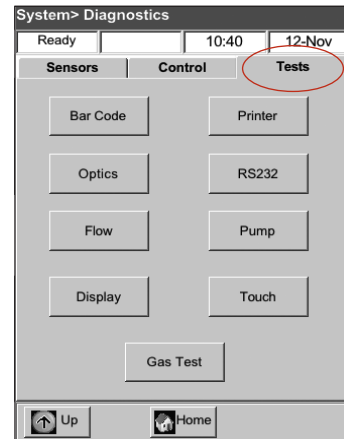 System> Diagnostics
Ready 10:40 12-Nov
Sensors Control Tests
Bar Code Printer
Optics RS232
Flow Pump
Display Touch
Gas Test
Up Home